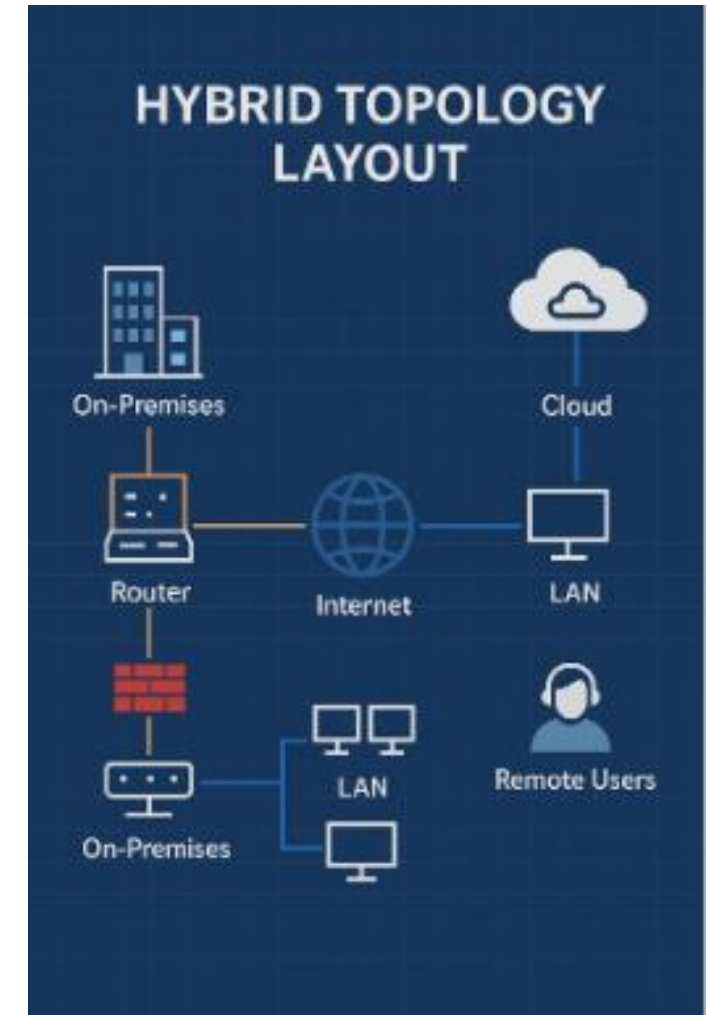 HYBRID TOPOLOGY
LAYOUT
On-Premises
Cloud
Router
Internet
LAN
LAN
Remote Users
On-Premises